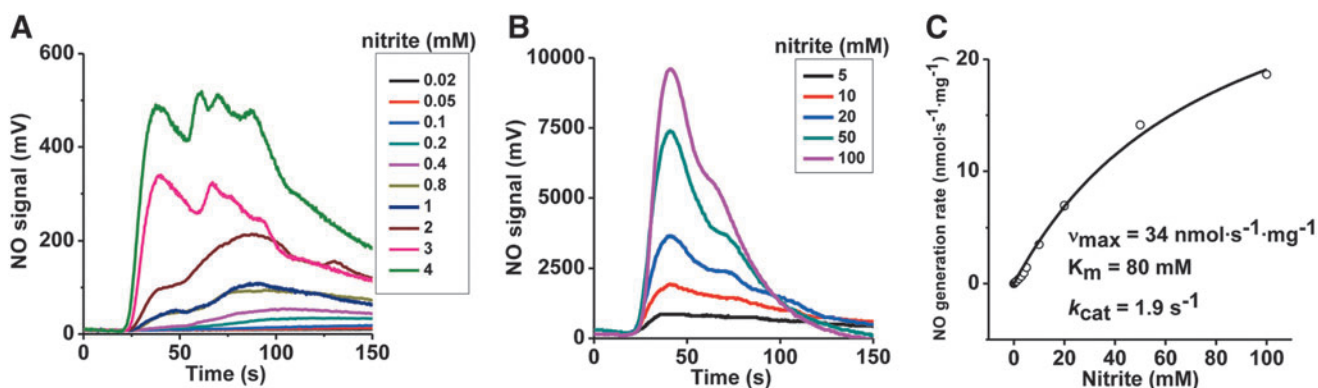 A
nitrite (mM)
0.02
0.05
0.1
0.2
0.4
0.8
1
2
3
4
NO signal (mV)
600
400
200
0
0 50 100 150
Time (s)
B
nitrite (mM)
5
10
20
50
100
NO signal (mV)
10000
7500
5000
2500
0
0 50 100 150
Time (s)
C
NO generation rate (nmol·s⁻¹·mg⁻¹)
20
10
0
νmax = 34 nmol·s⁻¹·mg⁻¹
Km = 80 mM
kcat = 1.9 s⁻¹
0 20 40 60 80 100
Nitrite (mM)